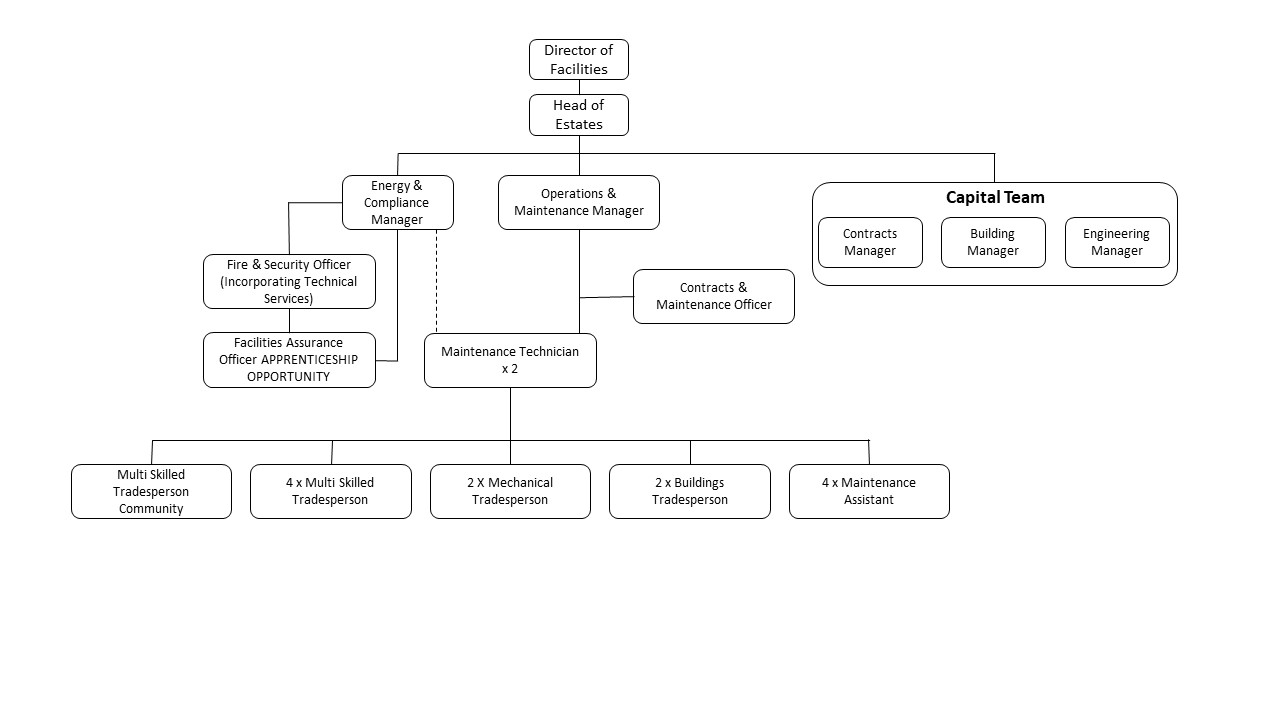 Director of
Facilities
Head of
Estates
Energy &
Compliance
Manager
Operations &
Maintenance Manager
Capital Team
Contracts
Manager
Building
Manager
Engineering
Manager
Fire & Security Officer
(Incorporating Technical
Services)
Contracts &
Maintenance Officer
Facilities Assurance
Officer APPRENTICESHIP
OPPORTUNITY
Maintenance Technician
x 2
Multi Skilled
Tradesperson
Community
4 x Multi Skilled
Tradesperson
2 X Mechanical
Tradesperson
2 x Buildings
Tradesperson
4 x Maintenance
Assistant